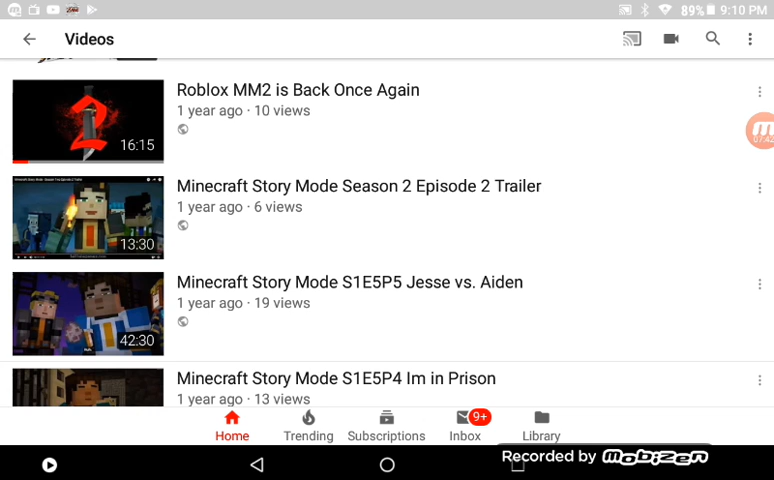 89% 9:10 PM
Videos
2
16:15
Roblox MM2 is Back Once Again
1 year ago · 10 views
13:30
Minecraft Story Mode Season 2 Episode 2 Trailer
1 year ago · 6 views
42:30
Minecraft Story Mode S1E5P5 Jesse vs. Aiden
1 year ago · 19 views
Minecraft Story Mode S1E5P4 Im in Prison
1 year ago · 13 views
9+
Home Trending Subscriptions Inbox Library
Recorded by mobizen